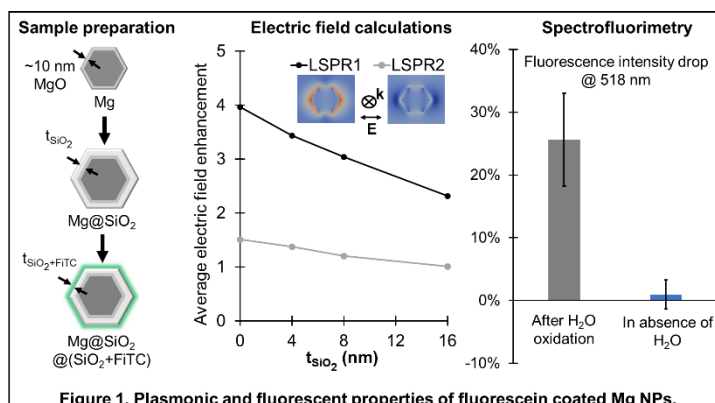 Sample preparation
~10 nm
MgO
Mg
tSiO2
Mg@SiO2
tSiO2+FiTC
Mg@SiO2
@(SiO2+FiTC)
Electric field calculations
Average electric field enhancement
5
4
3
2
1
0
LSPR1
LSPR2
k
E
0
4
8
12
16
tSiO2 (nm)
Spectrofluorimetry
40%
30%
20%
10%
0%
-10%
Fluorescence intensity drop
@ 518 nm
After H2O
oxidation
In absence of
H2O
Figure 1. Plasmonic and fluorescent properties of fluorescein coated Mg NPs.